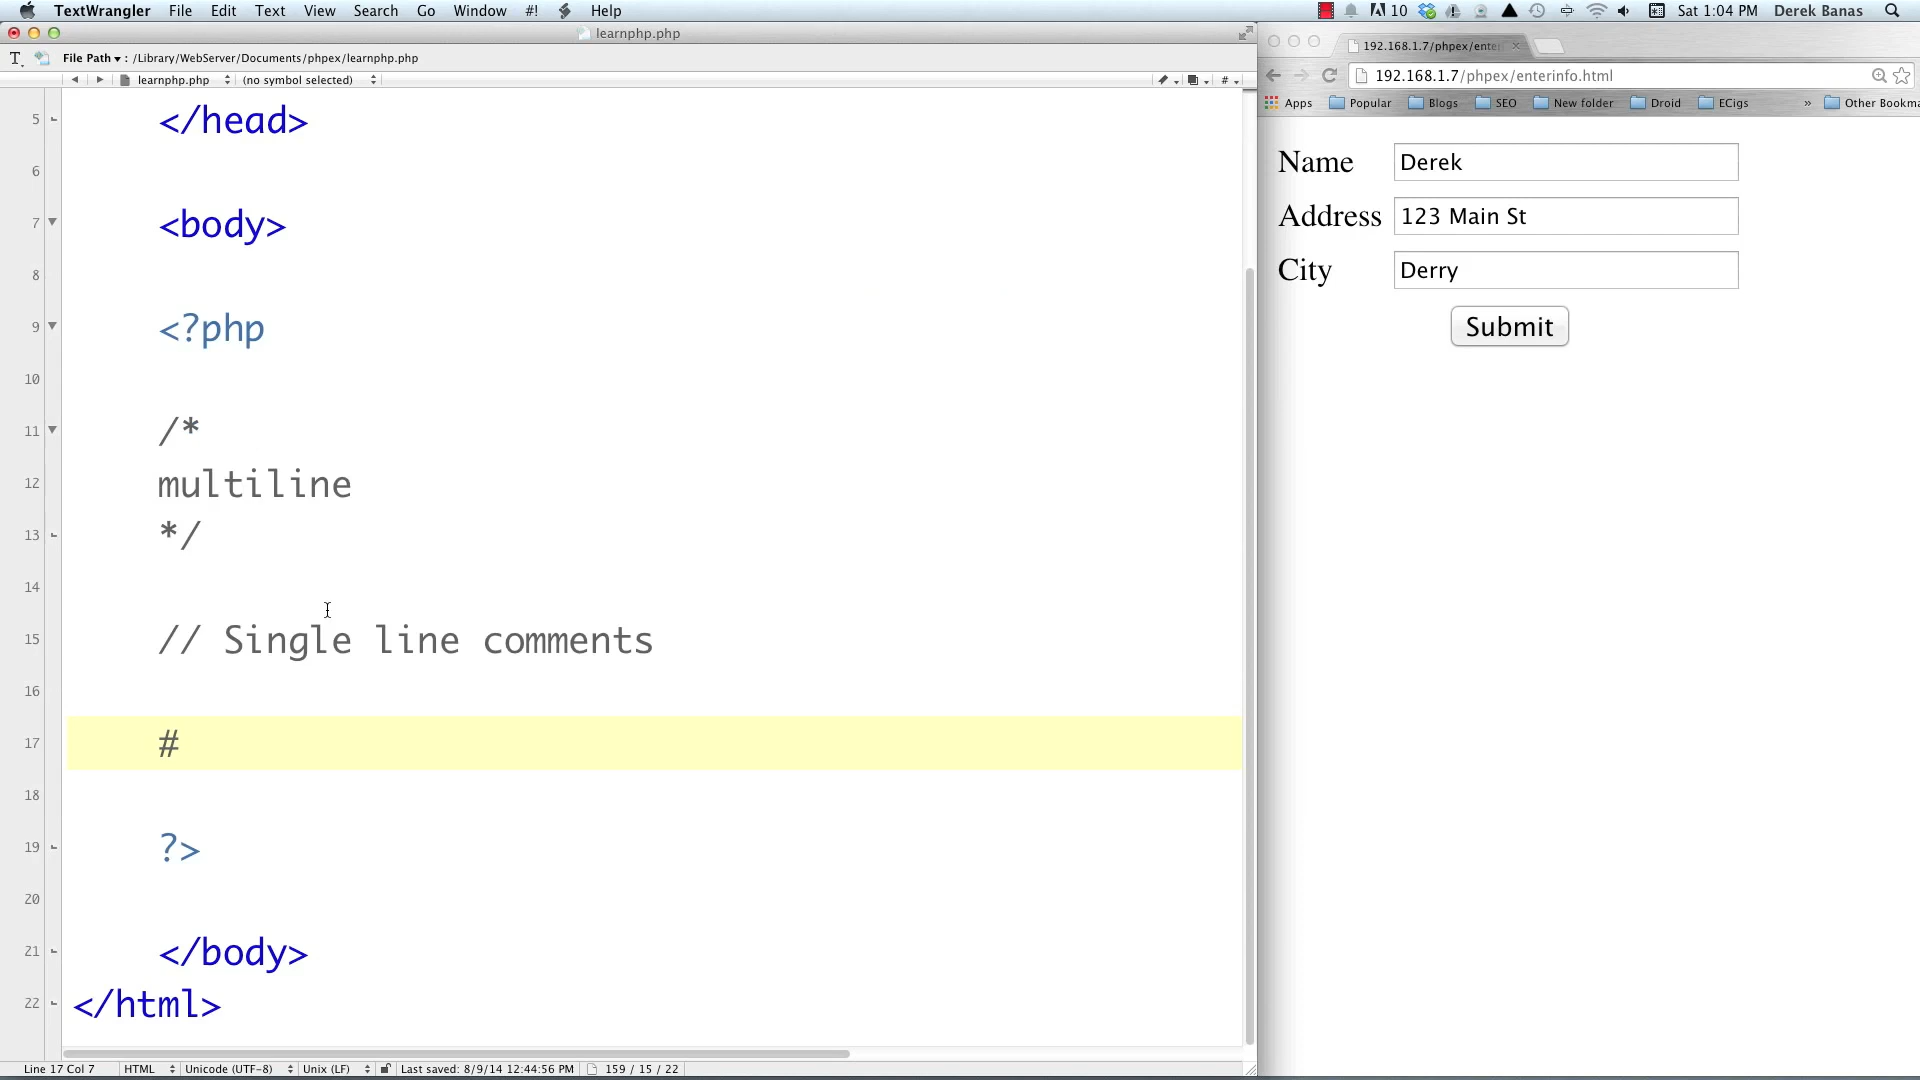 TextWrangler File Edit Text View Search Go Window #! Help
10 Sat 1:04 PM Derek Banas
learnphp.php
File Path ▾ : /Library/WebServer/Documents/phpex/learnphp.php
learnphp.php (no symbol selected)
5 </head>
6
7 <body>
8
9 <?php
10
11 /*
12 multiline
13 */
14
15 // Single line comments
16
17 #
18
19 ?>
20
21 </body>
22 </html>
Line 17 Col 7 HTML Unicode (UTF-8) Unix (LF) Last saved: 8/9/14 12:44:56 PM 159 / 15 / 22
192.168.1.7/phpex/enter
192.168.1.7/phpex/enterinfo.html
Apps Popular Blogs SEO New folder Droid ECigs » Other Bookma
Name Derek
Address 123 Main St
City Derry
Submit